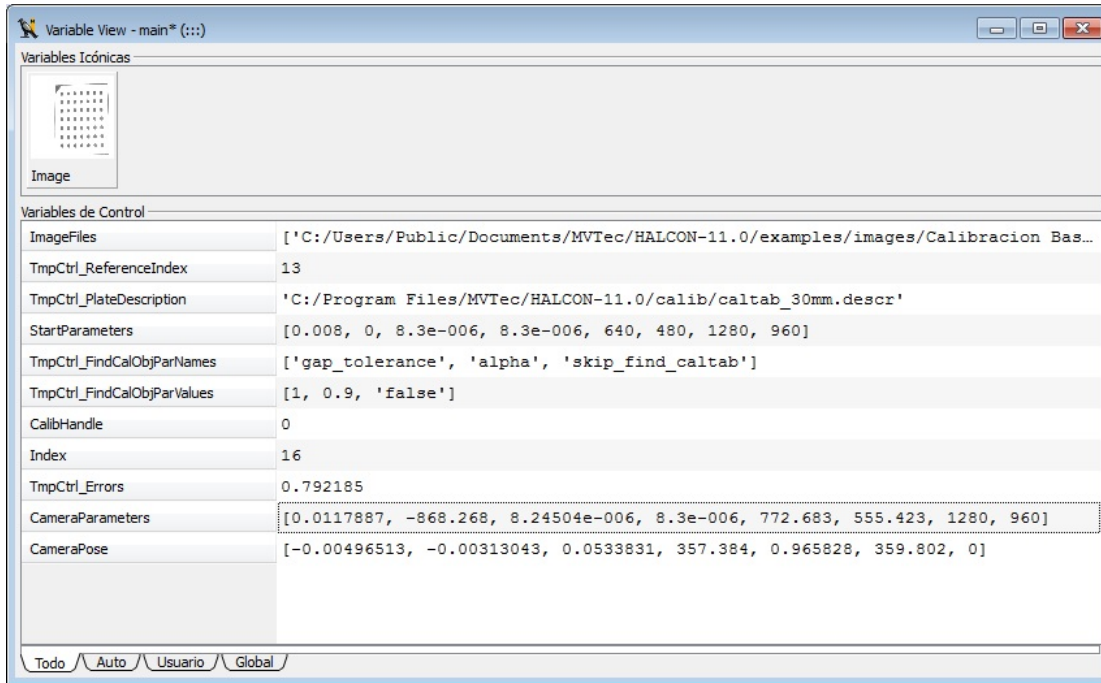 Variable View - main* (:::)
Variables Icónicas
Image
Variables de Control
ImageFiles ['C:/Users/Public/Documents/MVTec/HALCON-11.0/examples/images/Calibracion Bas...
TmpCtrl_ReferenceIndex 13
TmpCtrl_PlateDescription 'C:/Program Files/MVTec/HALCON-11.0/calib/caltab_30mm.descr'
StartParameters [0.008, 0, 8.3e-006, 8.3e-006, 640, 480, 1280, 960]
TmpCtrl_FindCalObjParNames ['gap_tolerance', 'alpha', 'skip_find_caltab']
TmpCtrl_FindCalObjParValues [1, 0.9, 'false']
CalibHandle 0
Index 16
TmpCtrl_Errors 0.792185
CameraParameters [0.0117887, -868.268, 8.24504e-006, 8.3e-006, 772.683, 555.423, 1280, 960]
CameraPose [-0.00496513, -0.00313043, 0.0533831, 357.384, 0.965828, 359.802, 0]
Todo Auto Usuario Global